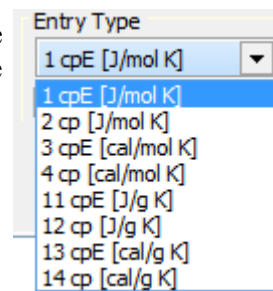 Entry Type
1 cpE [J/mol K]
1 cpE [J/mol K]
2 cp [J/mol K]
3 cpE [cal/mol K]
4 cp [cal/mol K]
11 cpE [J/g K]
12 cp [J/g K]
13 cpE [cal/g K]
14 cp [cal/g K]